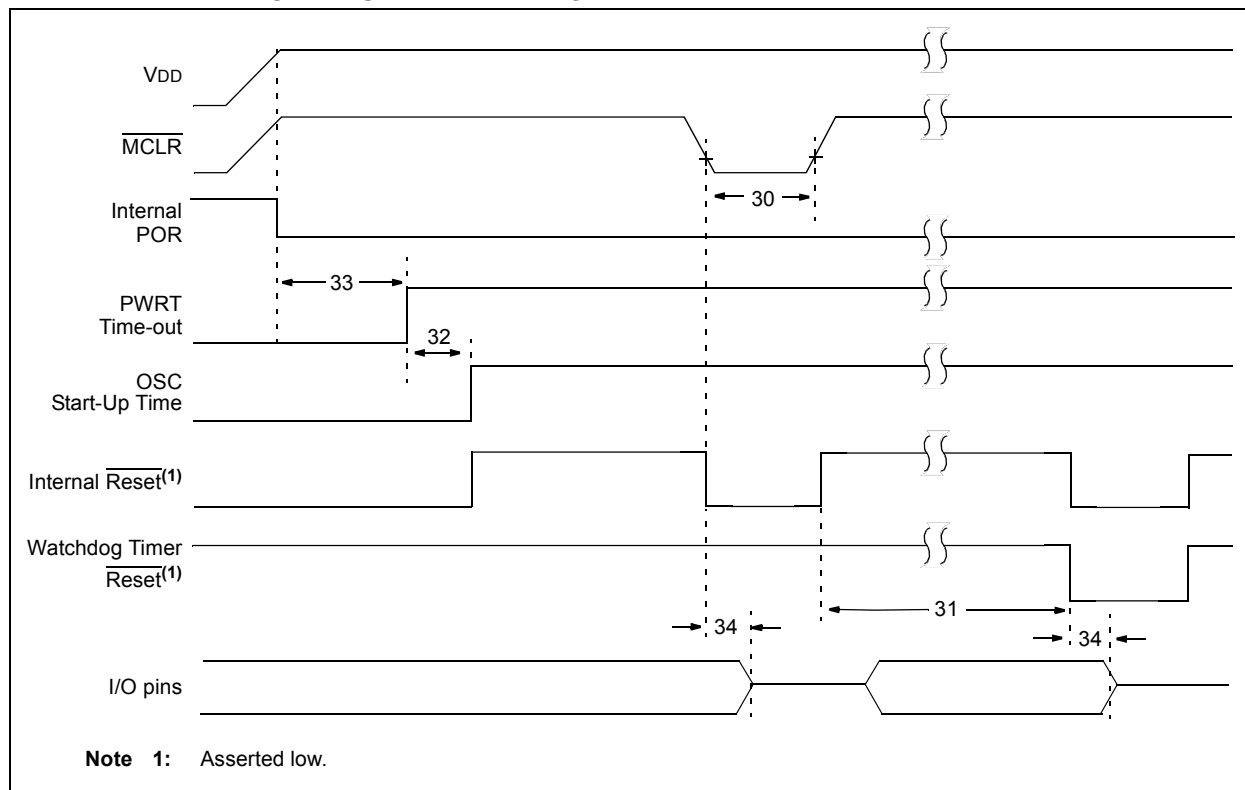 VDD
MCLR
30
Internal
POR
33
PWRT
Time-out
32
OSC
Start-Up Time
Internal Reset(1)
Watchdog Timer
Reset(1)
31
34
34
I/O pins
Note 1: Asserted low.